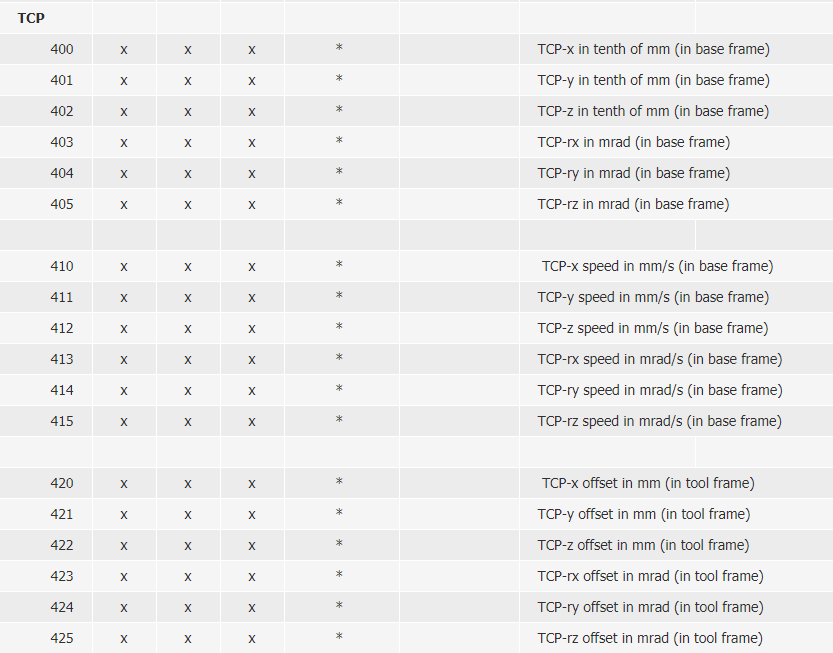 TCP
400 x x x * TCP-x in tenth of mm (in base frame)
401 x x x * TCP-y in tenth of mm (in base frame)
402 x x x * TCP-z in tenth of mm (in base frame)
403 x x x * TCP-rx in mrad (in base frame)
404 x x x * TCP-ry in mrad (in base frame)
405 x x x * TCP-rz in mrad (in base frame)
410 x x x * TCP-x speed in mm/s (in base frame)
411 x x x * TCP-y speed in mm/s (in base frame)
412 x x x * TCP-z speed in mm/s (in base frame)
413 x x x * TCP-rx speed in mrad/s (in base frame)
414 x x x * TCP-ry speed in mrad/s (in base frame)
415 x x x * TCP-rz speed in mrad/s (in base frame)
420 x x x * TCP-x offset in mm (in tool frame)
421 x x x * TCP-y offset in mm (in tool frame)
422 x x x * TCP-z offset in mm (in tool frame)
423 x x x * TCP-rx offset in mrad (in tool frame)
424 x x x * TCP-ry offset in mrad (in tool frame)
425 x x x * TCP-rz offset in mrad (in tool frame)